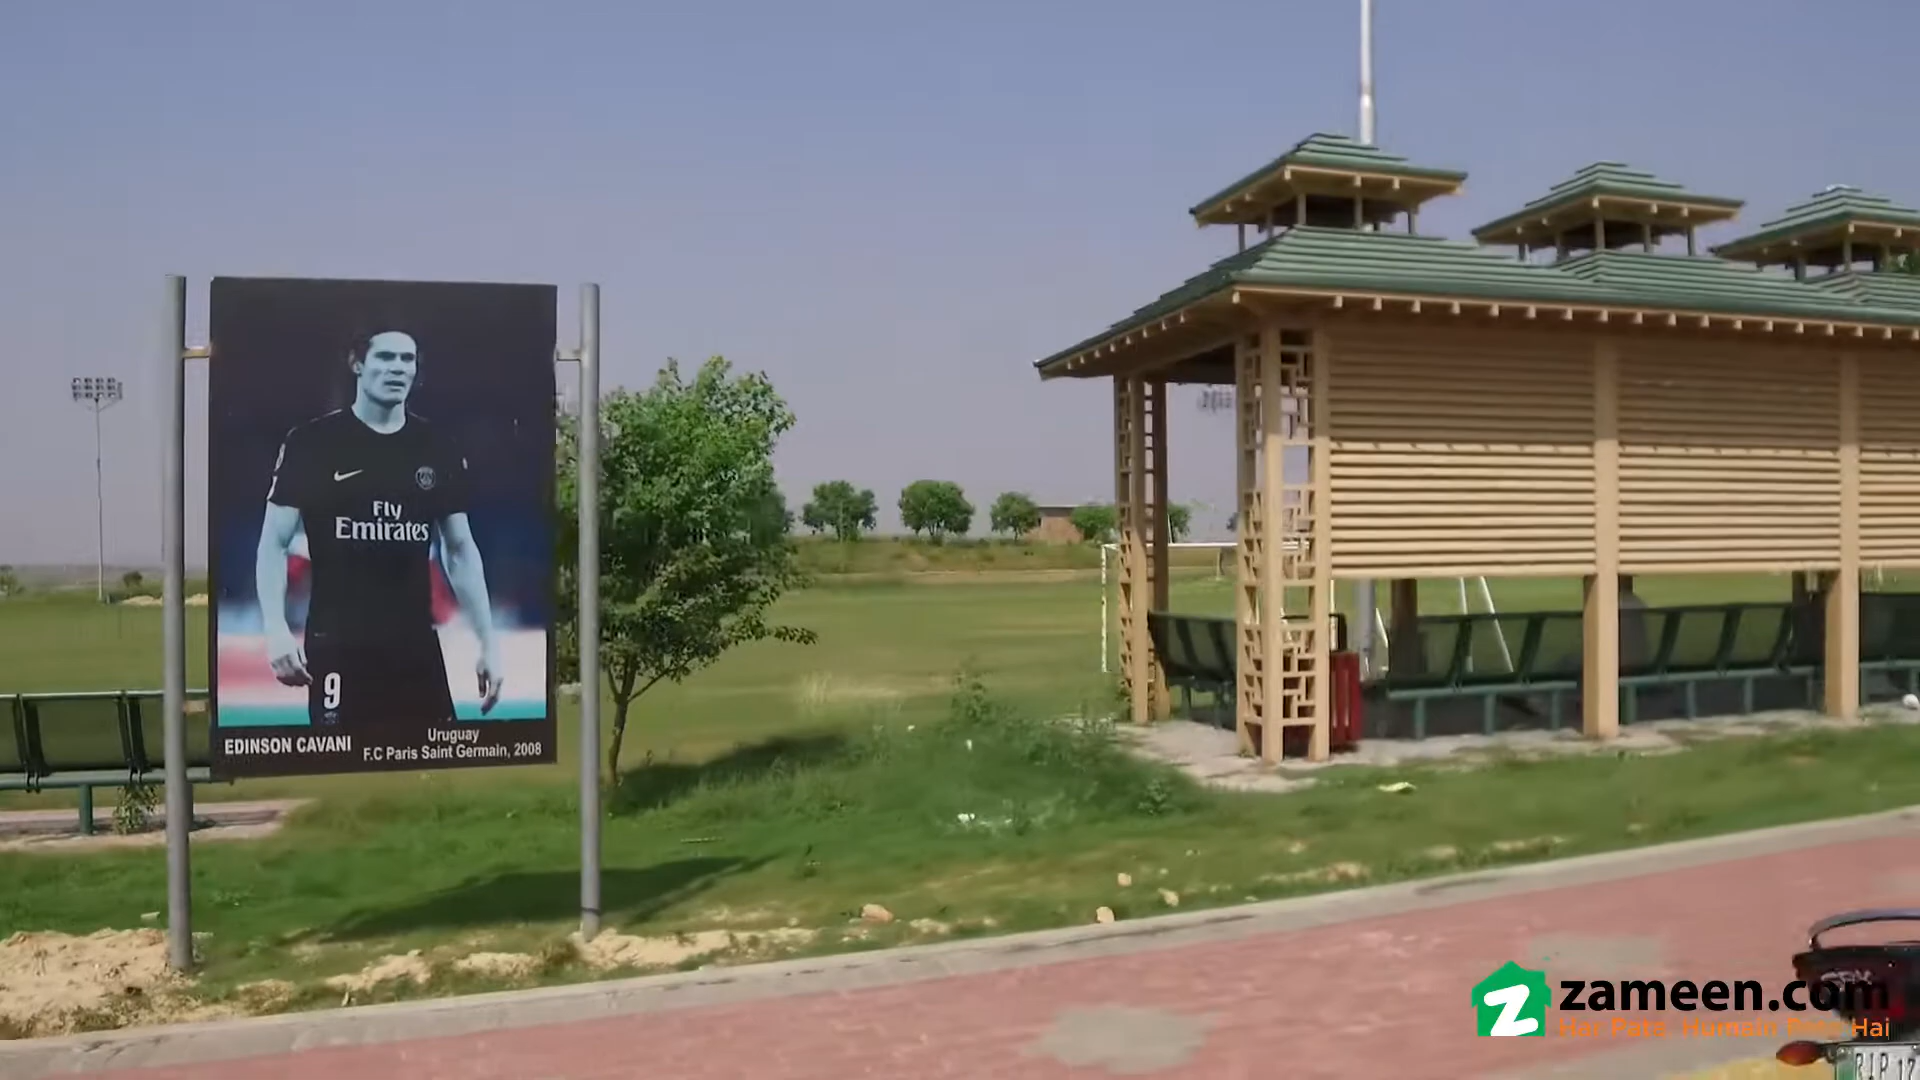 Fly
Emirates
9
EDINSON CAVANI
Uruguay
F.C Paris Saint Germain, 2008
zameen.com
Har Pata, Humain Pata Hai